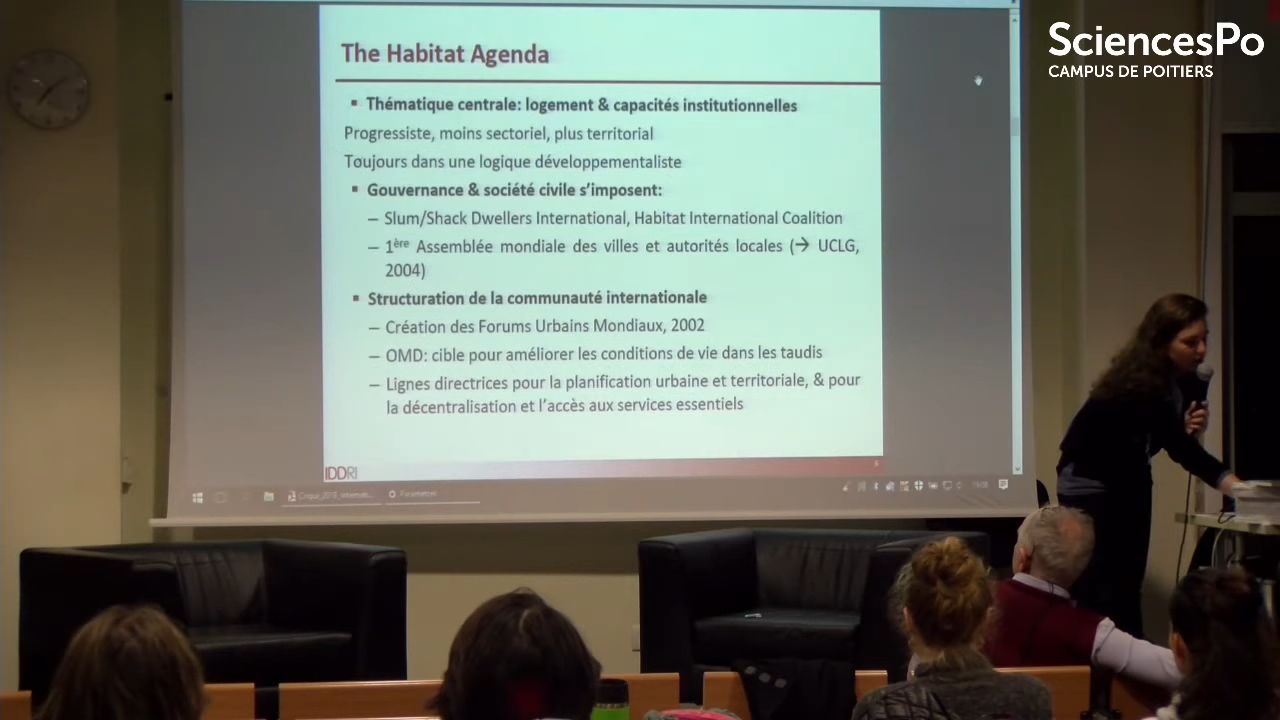 SciencesPo
CAMPUS DE POITIERS
The Habitat Agenda
▪ Thématique centrale: logement & capacités institutionnelles
Progressiste, moins sectoriel, plus territorial
Toujours dans une logique développementaliste
▪ Gouvernance & société civile s'imposent:
– Slum/Shack Dwellers International, Habitat International Coalition
– 1ère Assemblée mondiale des villes et autorités locales (→ UCLG,
2004)
▪ Structuration de la communauté internationale
– Création des Forums Urbains Mondiaux, 2002
– OMD: cible pour améliorer les conditions de vie dans les taudis
– Lignes directrices pour la planification urbaine et territoriale, & pour
la décentralisation et l'accès aux services essentiels
IDDRI